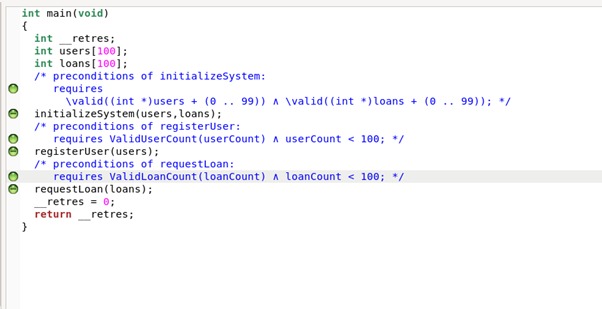 int main(void)
{
int __retres;
int users[100];
int loans[100];
/* preconditions of initializeSystem:
requires
\valid((int *)users + (0 .. 99)) ∧ \valid((int *)loans + (0 .. 99)); */
initializeSystem(users,loans);
/* preconditions of registerUser:
requires ValidUserCount(userCount) ∧ userCount < 100; */
registerUser(users);
/* preconditions of requestLoan:
requires ValidLoanCount(loanCount) ∧ loanCount < 100; */
requestLoan(loans);
__retres = 0;
return __retres;
}